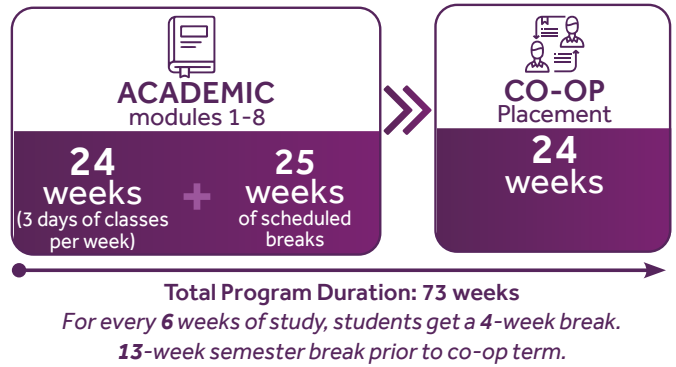 ACADEMIC
modules 1-8
24
weeks
(3 days of classes
per week)
+
25
weeks
of scheduled
breaks
CO-OP
Placement
24
weeks
Total Program Duration: 73 weeks
For every 6 weeks of study, students get a 4-week break.
13-week semester break prior to co-op term.